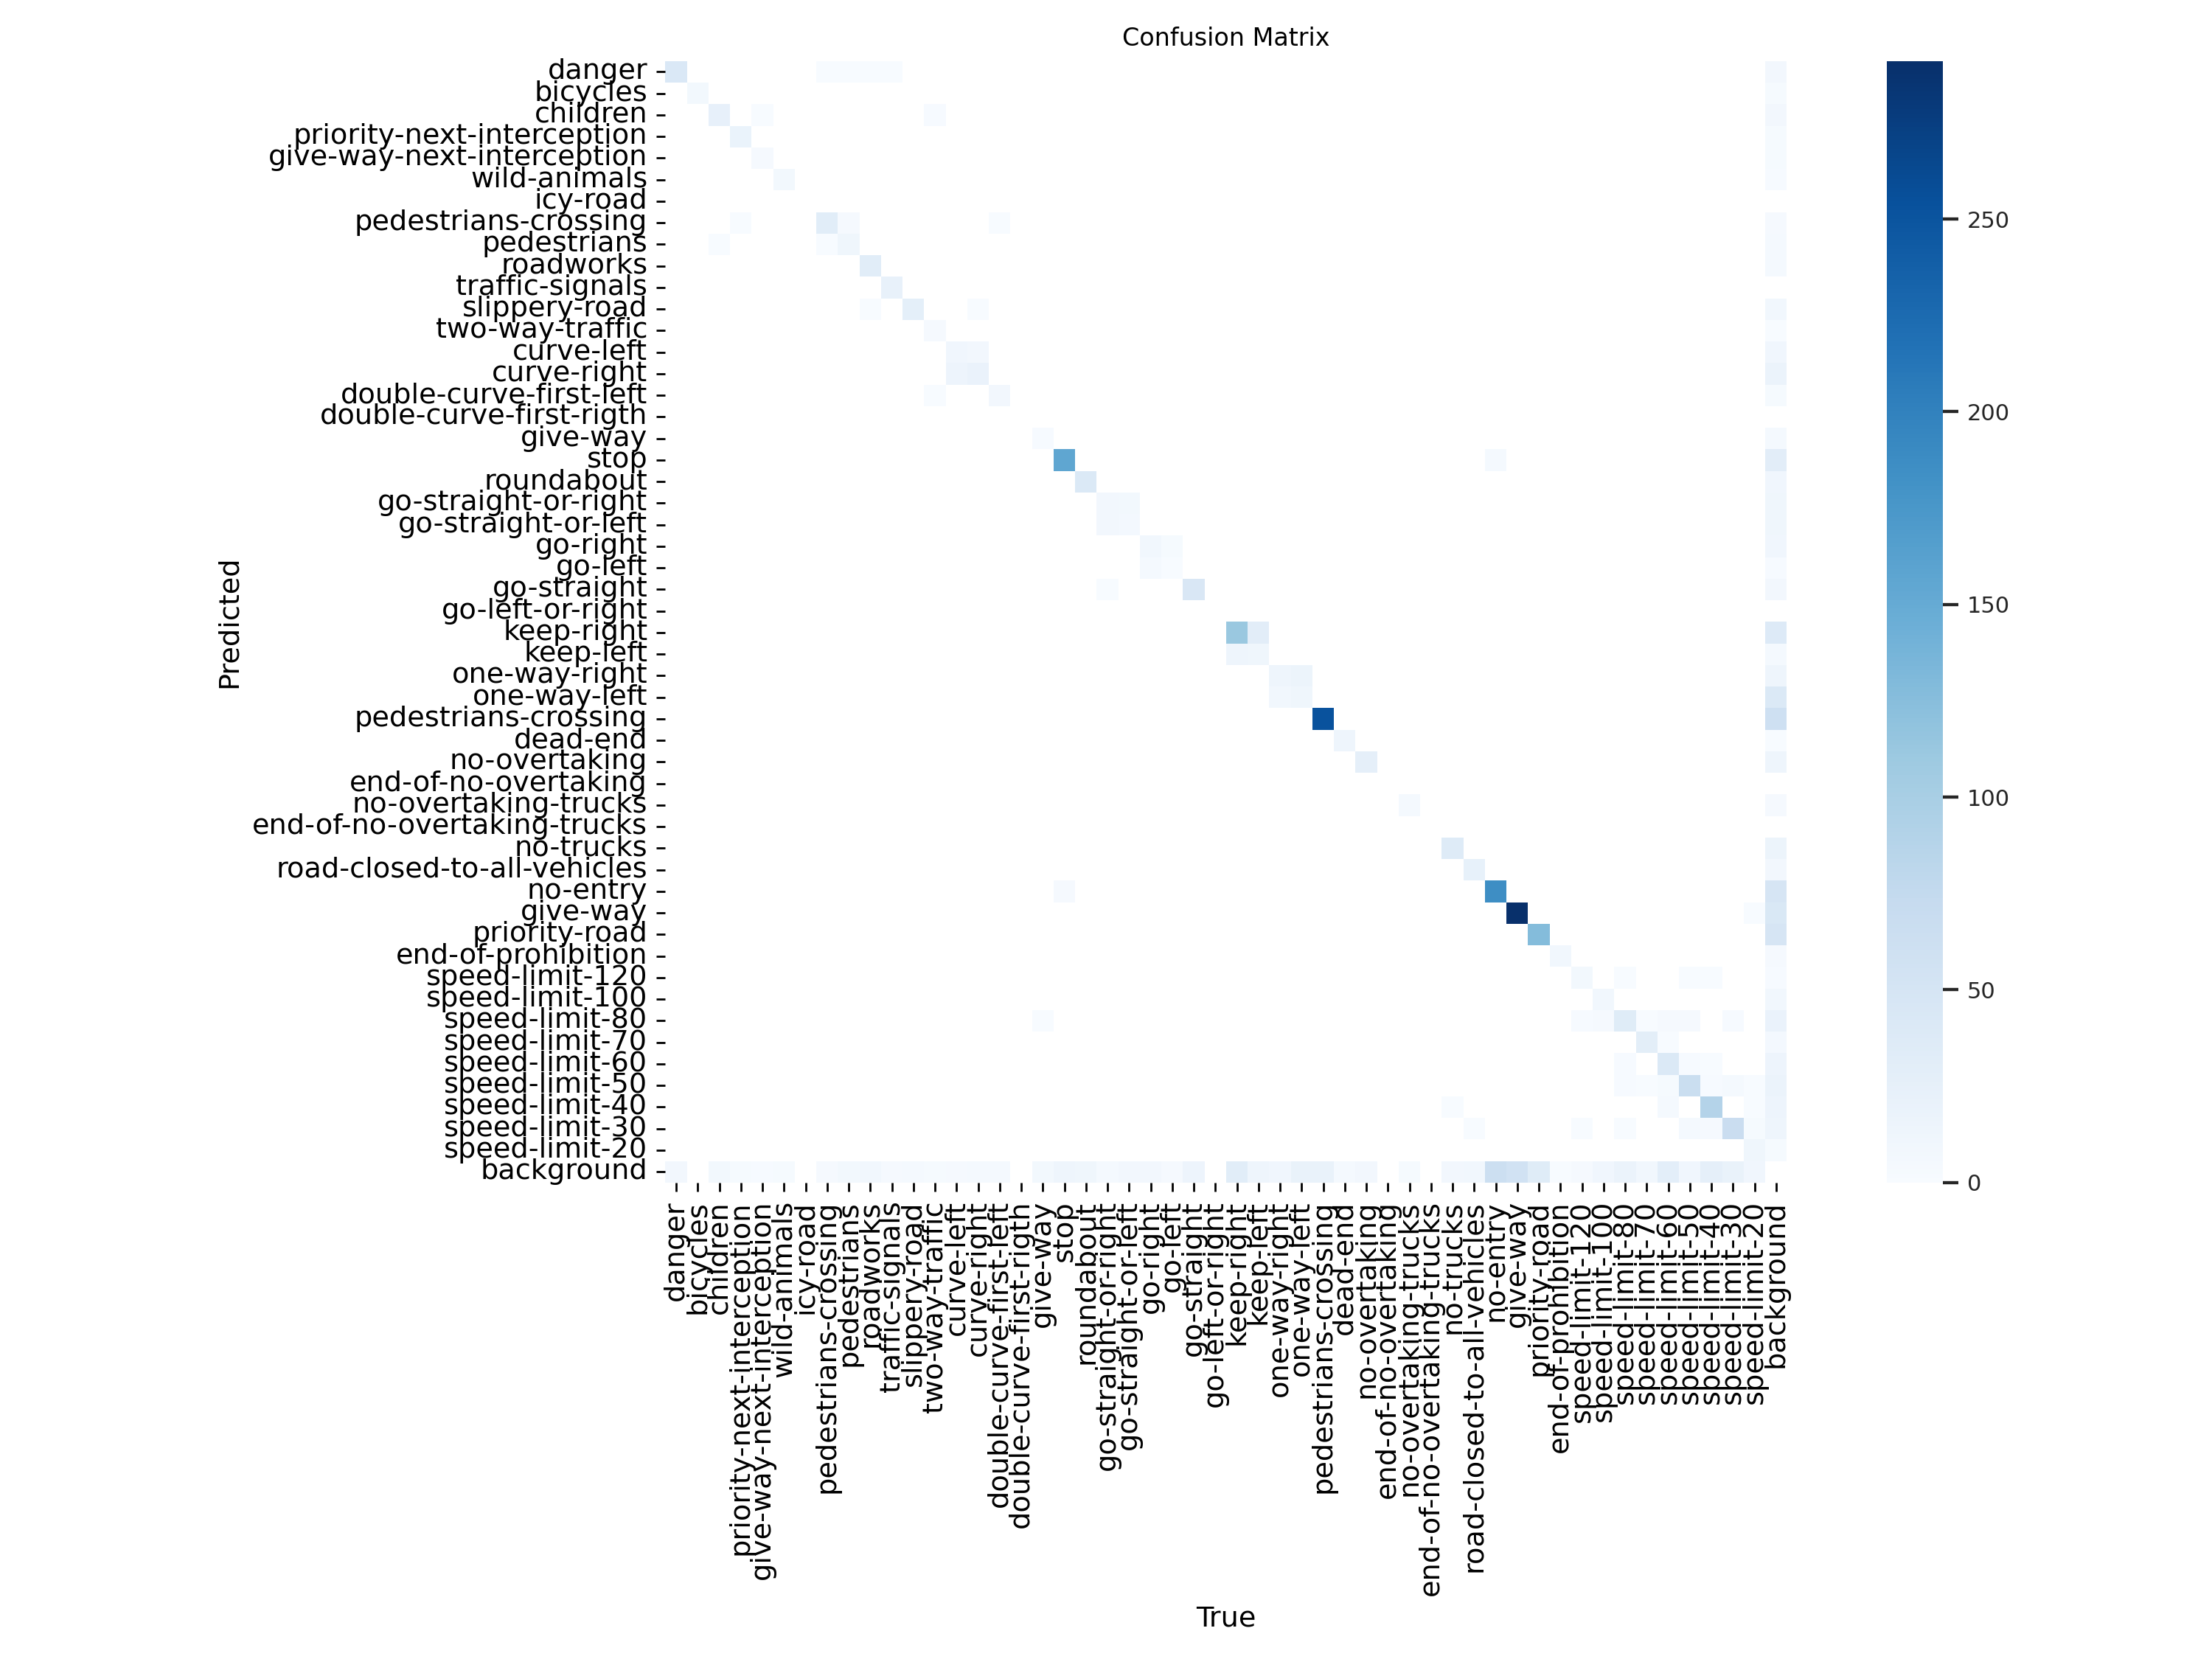 Confusion Matrix
danger
bicycles
children
priority-next-interception
give-way-next-interception
wild-animals
icy-road
pedestrians-crossing
pedestrians
roadworks
traffic-signals
slippery-road
two-way-traffic
curve-left
curve-right
double-curve-first-left
double-curve-first-rigth
give-way
stop
roundabout
go-straight-or-right
go-straight-or-left
go-right
go-left
go-straight
go-left-or-right
keep-right
keep-left
one-way-right
one-way-left
pedestrians-crossing
dead-end
no-overtaking
end-of-no-overtaking
no-overtaking-trucks
end-of-no-overtaking-trucks
no-trucks
road-closed-to-all-vehicles
no-entry
give-way
priority-road
end-of-prohibition
speed-limit-120
speed-limit-100
speed-limit-80
speed-limit-70
speed-limit-60
speed-limit-50
speed-limit-40
speed-limit-30
speed-limit-20
background
Predicted
danger
bicycles
children
priority-next-interception
give-way-next-interception
wild-animals
icy-road
pedestrians-crossing
pedestrians
roadworks
traffic-signals
slippery-road
two-way-traffic
curve-left
curve-right
double-curve-first-left
double-curve-first-rigth
give-way
stop
roundabout
go-straight-or-right
go-straight-or-left
go-right
go-left
go-straight
go-left-or-right
keep-right
keep-left
one-way-right
one-way-left
pedestrians-crossing
dead-end
no-overtaking
end-of-no-overtaking
no-overtaking-trucks
end-of-no-overtaking-trucks
no-trucks
road-closed-to-all-vehicles
no-entry
give-way
priority-road
end-of-prohibition
speed-limit-120
speed-limit-100
speed-limit-80
speed-limit-70
speed-limit-60
speed-limit-50
speed-limit-40
speed-limit-30
speed-limit-20
background
True
250
200
150
100
50
0